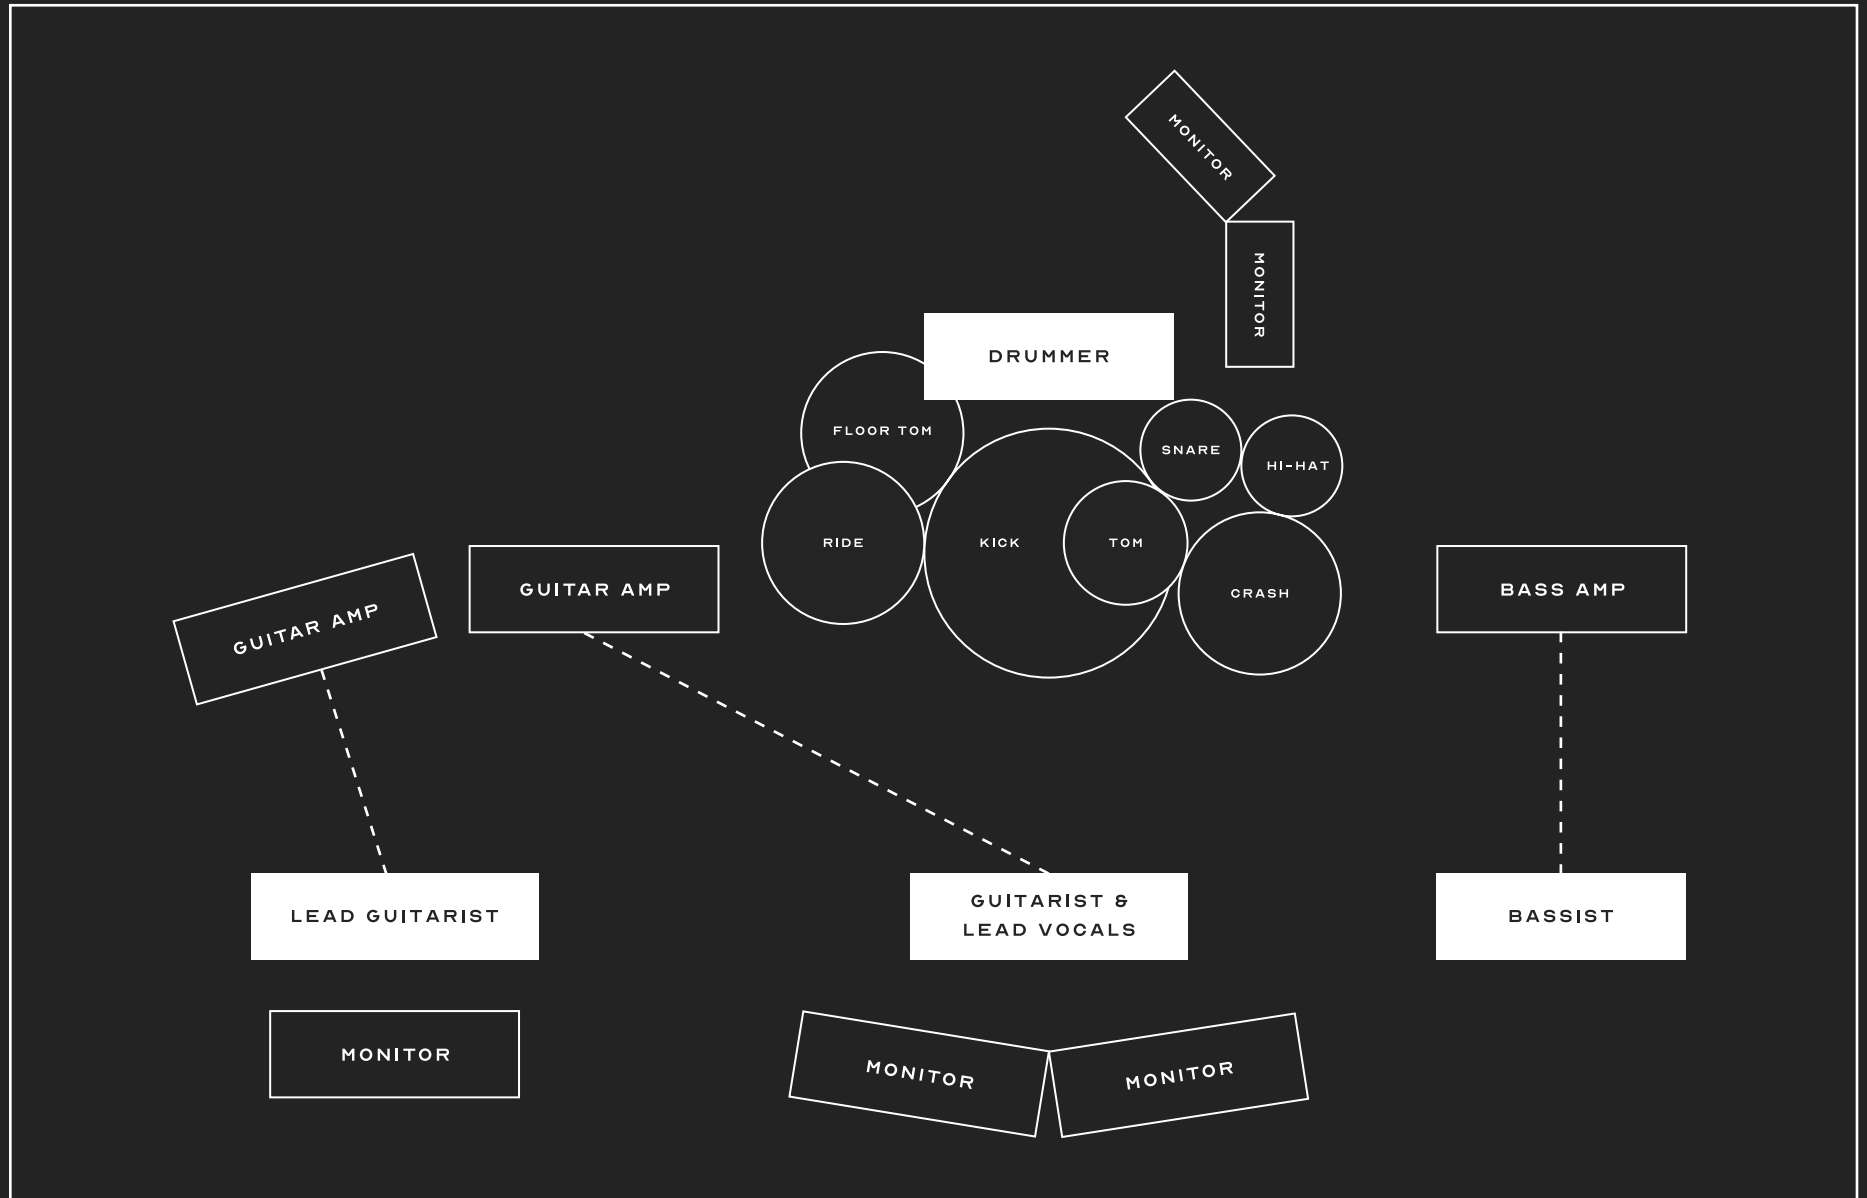 MONITOR
MONITOR
DRUMMER
FLOOR TOM
SNARE
HI-HAT
RIDE
KICK
TOM
CRASH
GUITAR AMP
GUITAR AMP
BASS AMP
LEAD GUITARIST
GUITARIST &
LEAD VOCALS
BASSIST
MONITOR
MONITOR
MONITOR